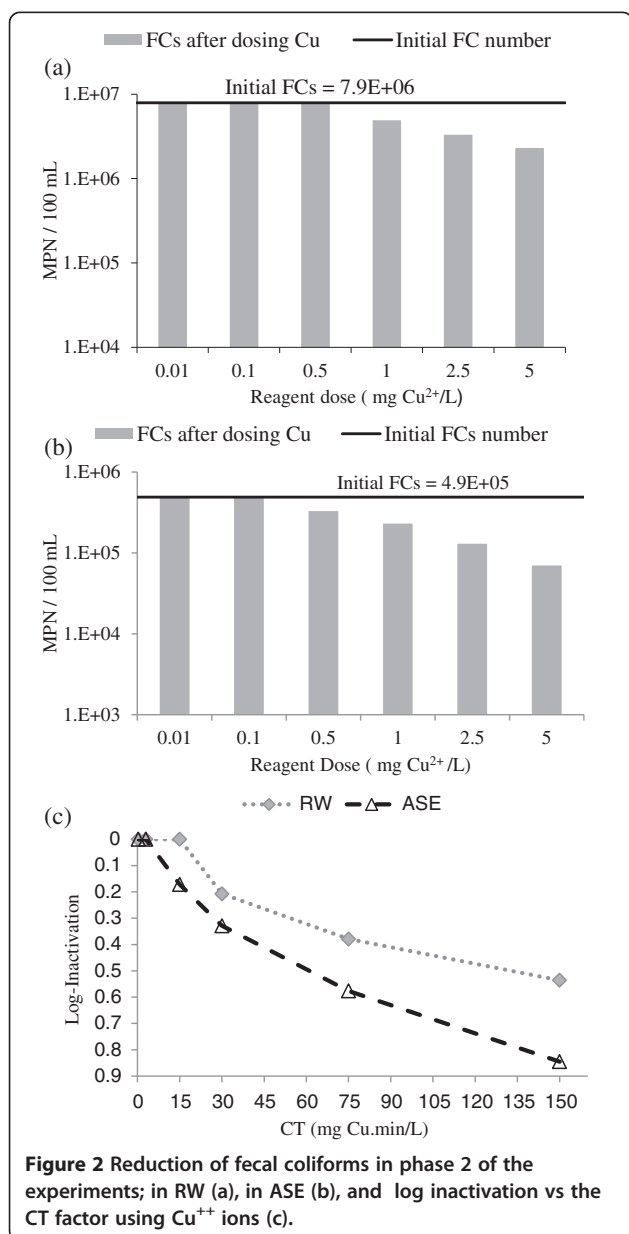 FCs after dosing Cu Initial FC number
(a)
Initial FCs = 7.9E+06
1.E+07
1.E+06
1.E+05
1.E+04
MPN / 100 mL
0.01 0.1 0.5 1 2.5 5
Reagent dose ( mg Cu²⁺/L)
FCs after dosing Cu Initial FCs number
(b)
Initial FCs = 4.9E+05
1.E+06
1.E+05
1.E+04
1.E+03
MPN / 100 mL
0.01 0.1 0.5 1 2.5 5
Reagent Dose ( mg Cu²⁺ /L)
RW ASE
(c)
0
0.1
0.2
0.3
0.4
0.5
0.6
0.7
0.8
0.9
Log-Inactivation
0 15 30 45 60 75 90 105 120 135 150
CT (mg Cu.min/L)
Figure 2 Reduction of fecal coliforms in phase 2 of the
experiments; in RW (a), in ASE (b), and log inactivation vs the
CT factor using Cu⁺⁺ ions (c).